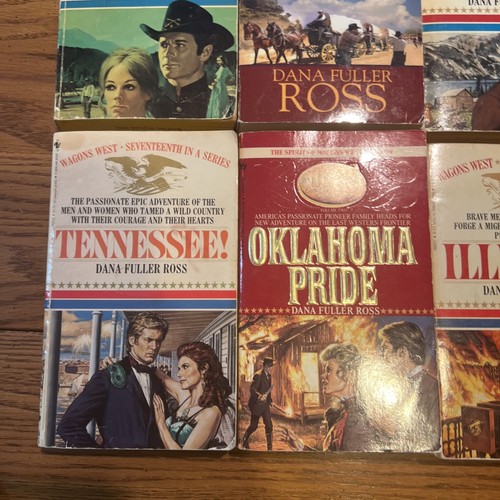 DANA FULLER
ROSS
WAGONS WEST • SEVENTEENTH IN A SERIES
THE PASSIONATE EPIC ADVENTURE OF THE
MEN AND WOMEN WHO TAMED A WILD COUNTRY
WITH THEIR COURAGE AND THEIR HEARTS
TENNESSEE!
DANA FULLER ROSS
AMERICA'S PASSIONATE PIONEER FAMILY HEADS FOR
NEW ADVENTURE ON THE LAST WESTERN FRONTIER
OKLAHOMA
PRIDE
DANA FULLER ROSS
WAGONS WEST
BRAVE ME
FORGE A MIGH
ILL
DAN